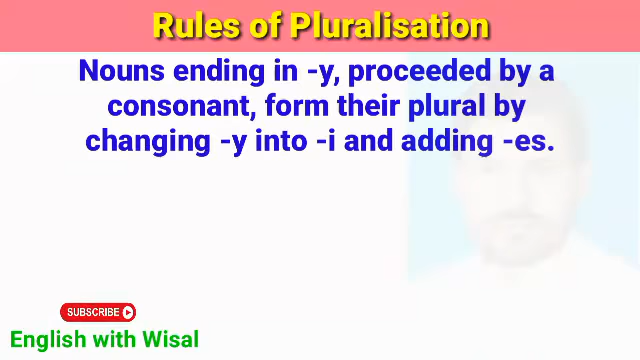 Rules of Pluralisation
Nouns ending in -y, proceeded by a
consonant, form their plural by
changing -y into -i and adding -es.
SUBSCRIBE
English with Wisal